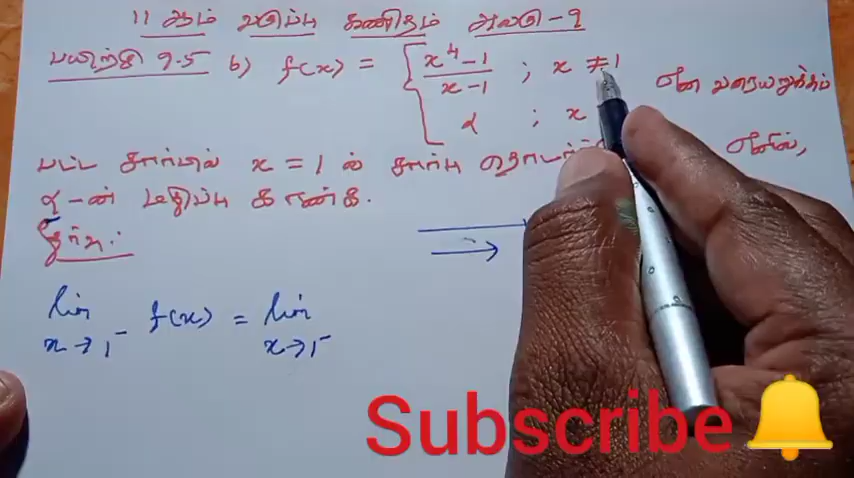 11 ஆம் வகுப்பு கணிதம் அலகு - 9
பயிற்சி 9.5 b) f(x) = { x⁴ - 1 / x - 1 ; x ≠ 1 என வரையறுக்கப்
α ; x
பட்ட சார்பில் x = 1 ல் சார்பு எனில்,
α - ன் மதிப்பு காண்க.
தீர்வு:
lim x→1⁻ f(x) = lim x→1⁻
Subscribe